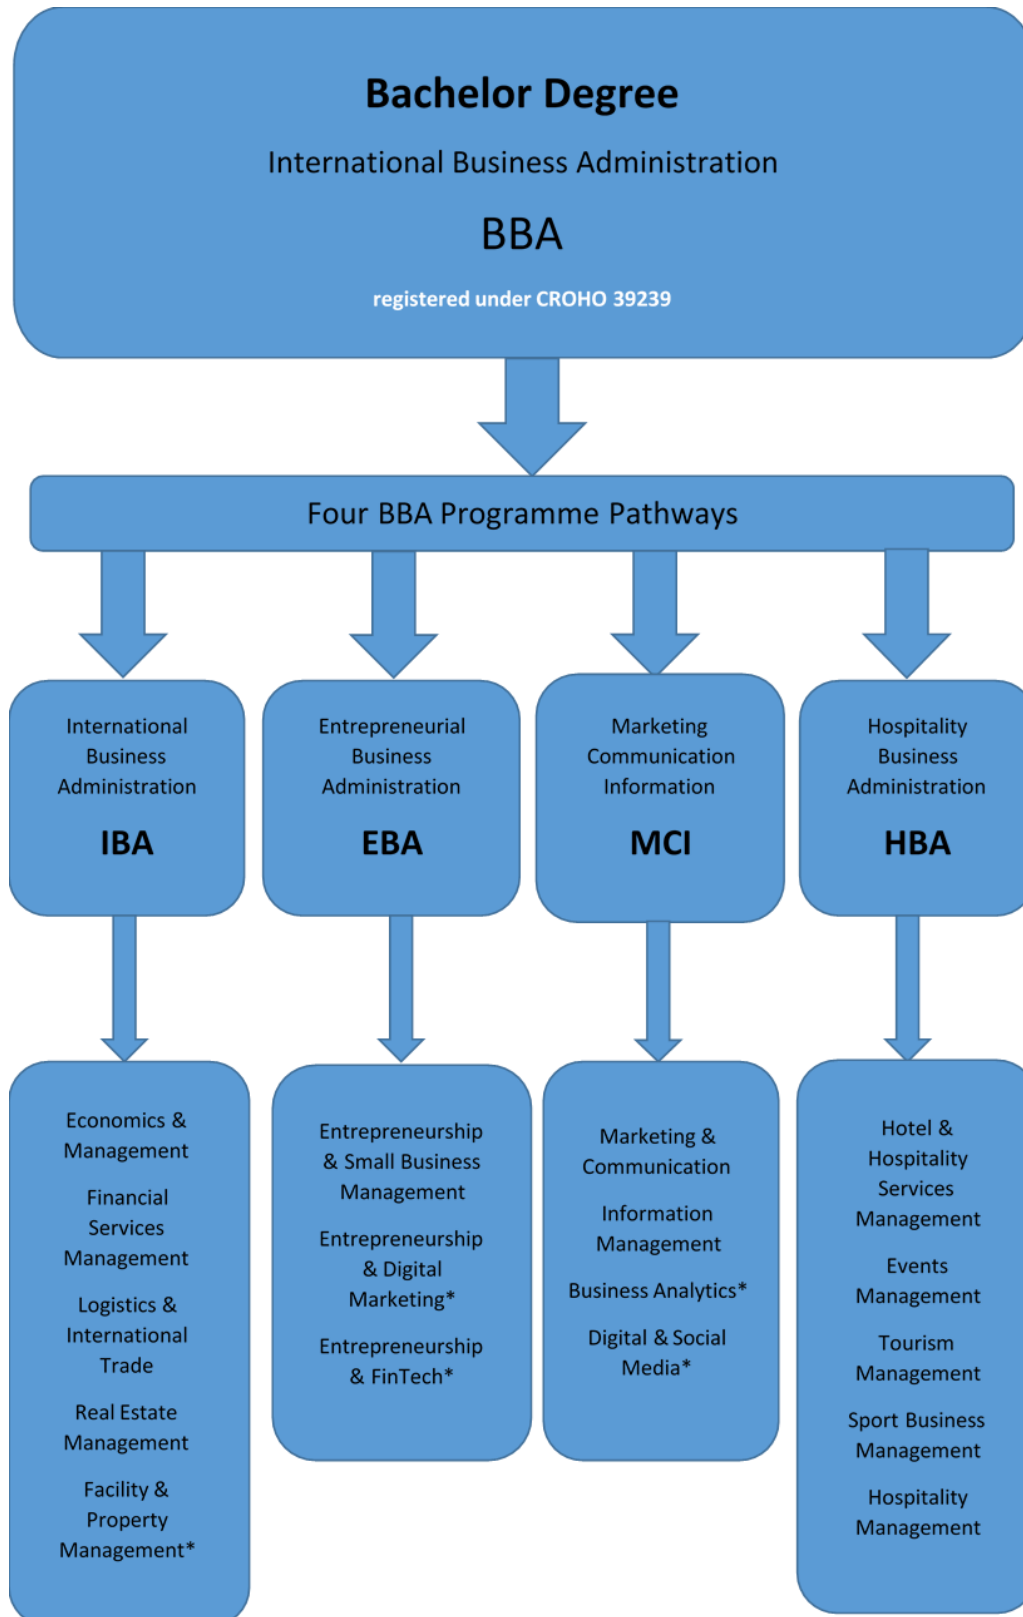 Bachelor Degree
International Business Administration
BBA
registered under CROHO 39239
Four BBA Programme Pathways
International
Business
Administration
IBA
Entrepreneurial
Business
Administration
EBA
Marketing
Communication
Information
MCI
Hospitality
Business
Administration
HBA
Economics &
Management
Financial
Services
Management
Logistics &
International
Trade
Real Estate
Management
Facility &
Property
Management*
Entrepreneurship
& Small Business
Management
Entrepreneurship
& Digital
Marketing*
Entrepreneurship
& FinTech*
Marketing &
Communication
Information
Management
Business Analytics*
Digital & Social
Media*
Hotel &
Hospitality
Services
Management
Events
Management
Tourism
Management
Sport Business
Management
Hospitality
Management